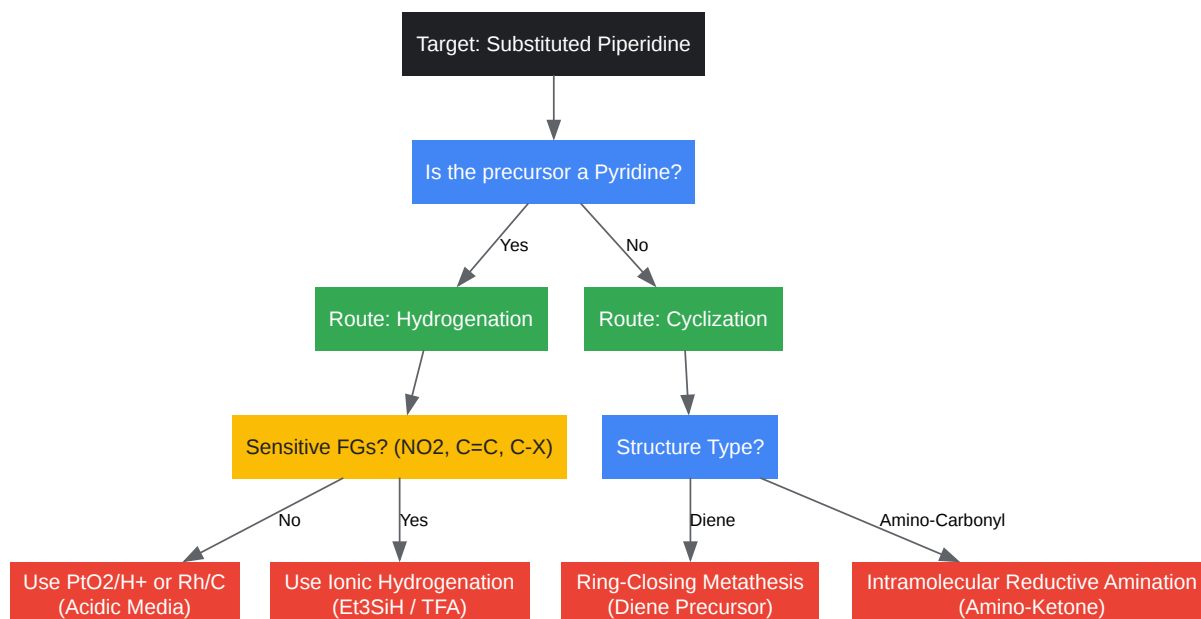 Target: Substituted Piperidine
Is the precursor a Pyridine?
Yes
No
Route: Hydrogenation
Route: Cyclization
Sensitive FGs? (NO2, C=C, C-X)
Structure Type?
No
Yes
Diene
Amino-Carbonyl
Use PtO2/H+ or Rh/C
(Acidic Media)
Use Ionic Hydrogenation
(Et3SiH / TFA)
Ring-Closing Metathesis
(Diene Precursor)
Intramolecular Reductive Amination
(Amino-Ketone)